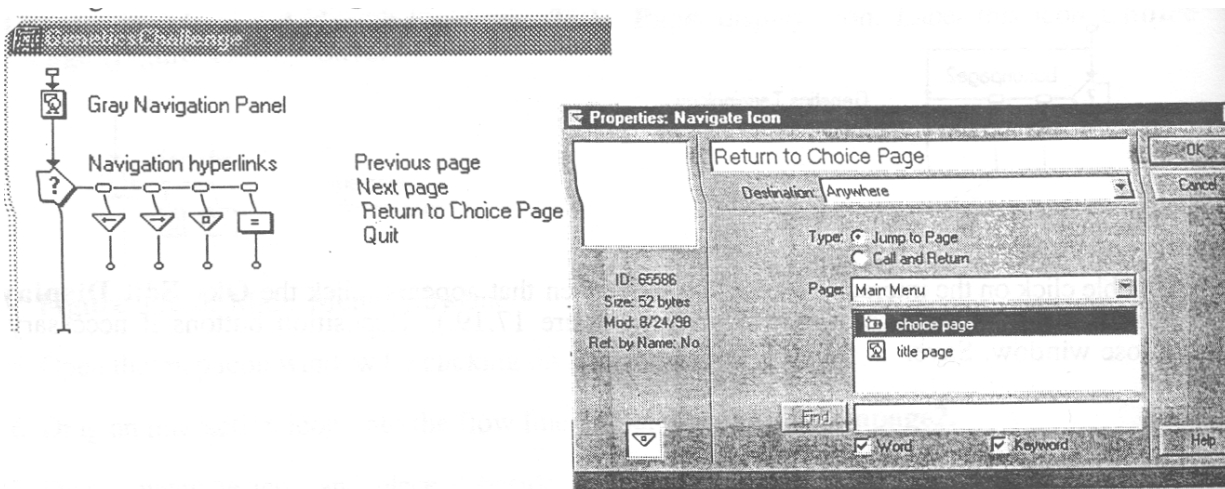 GeneticsChallenge
Gray Navigation Panel
Navigation hyperlinks
?
=
Previous page
Next page
Return to Choice Page
Quit
Properties: Navigate Icon
Return to Choice Page
OK
Destination: Anywhere
Cancel
Type: Jump to Page
Call and Return
Page: Main Menu
choice page
title page
ID: 65586
Size: 52 bytes
Mod: 8/24/98
Ref. by Name: No
Find
Word Keyword
Help